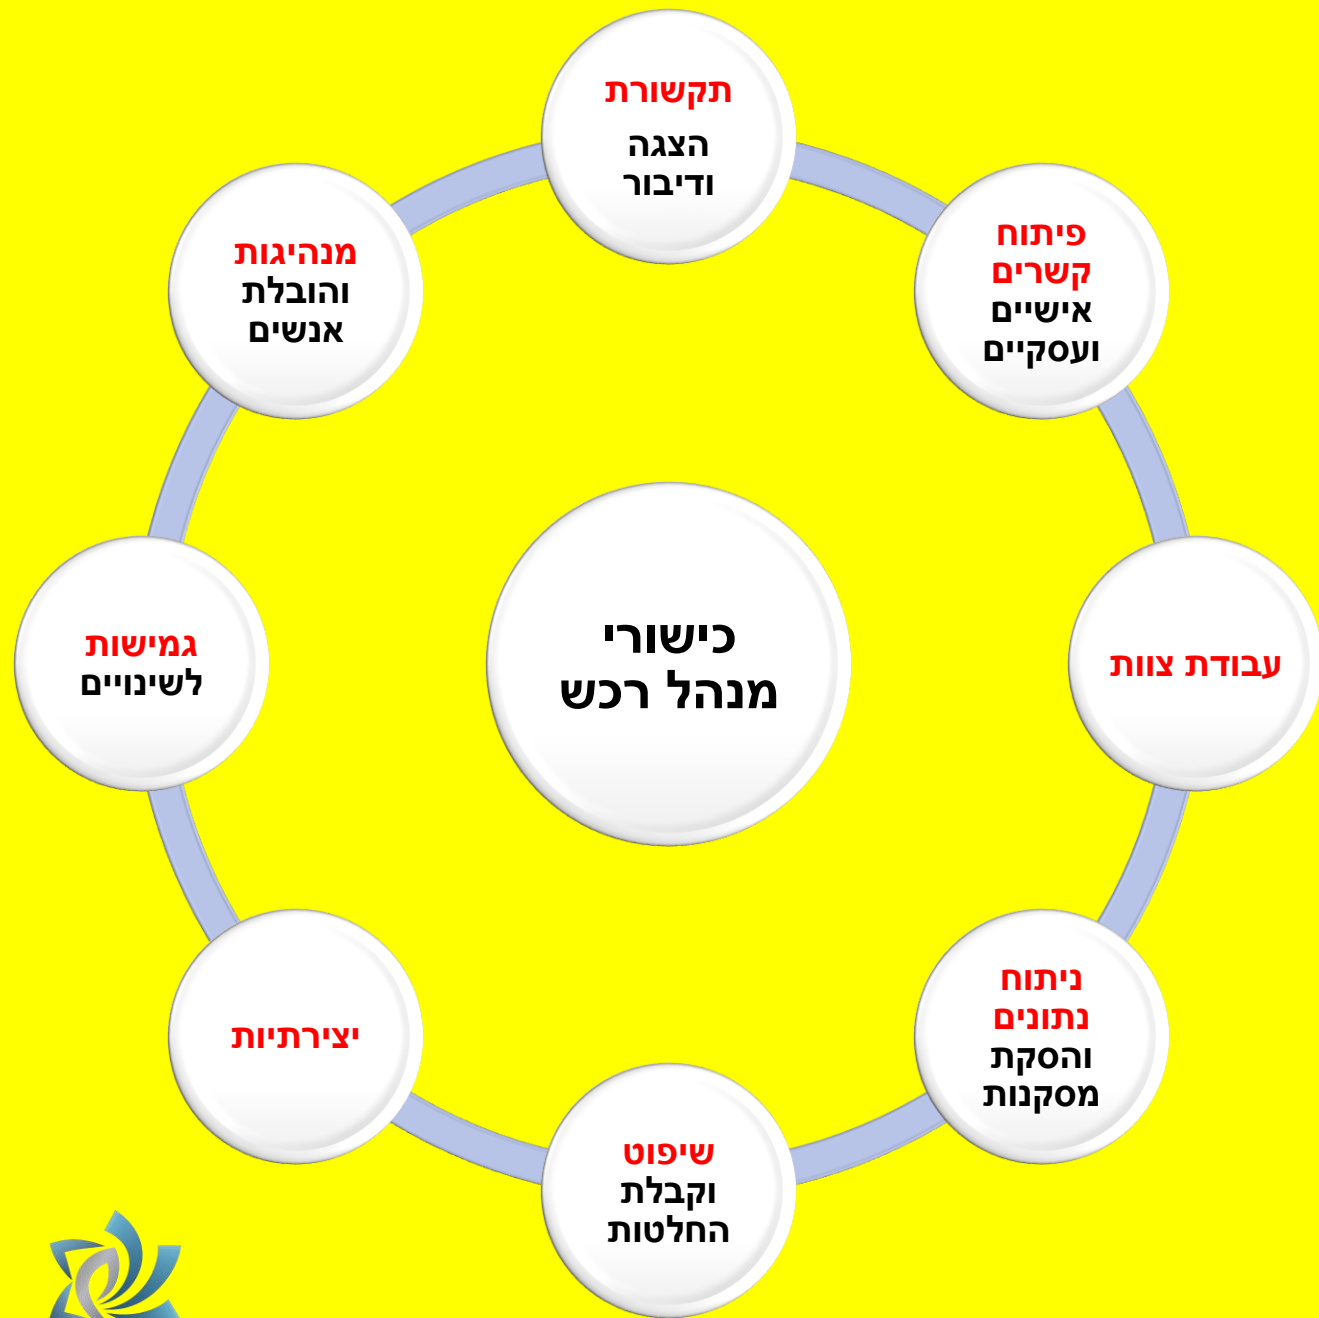 תקשורת
הצגה
ודיבור
פיתוח
קשרים
אישיים
ועסקיים
עבודת צוות
ניתוח
נתונים
והסקת
מסקנות
שיפוט
וקבלת
החלטות
יצירתיות
גמישות
לשינויים
מנהיגות
והובלת
אנשים
כישורי
מנהל רכש